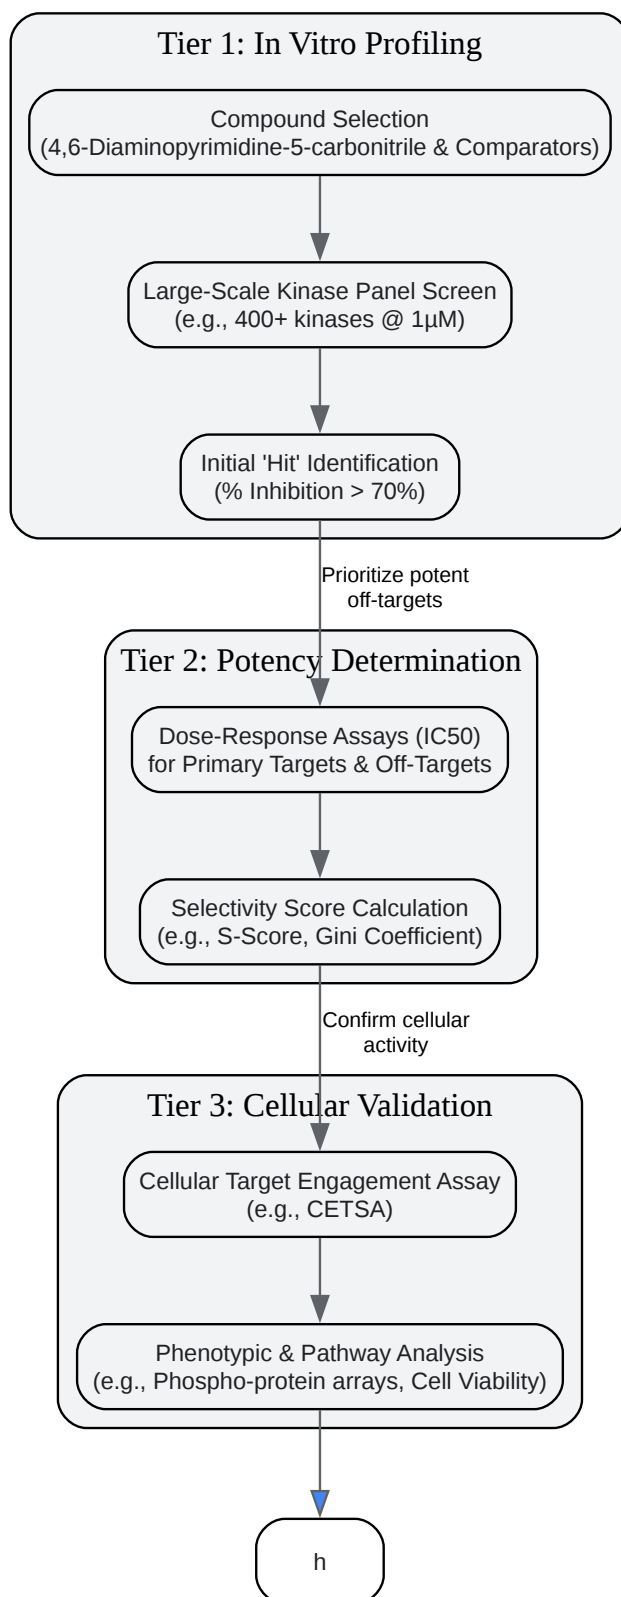 Tier 1: In Vitro Profiling
Compound Selection
(4,6-Diaminopyrimidine-5-carbonitrile & Comparators)
Large-Scale Kinase Panel Screen
(e.g., 400+ kinases @ 1µM)
Initial 'Hit' Identification
(% Inhibition > 70%)
Prioritize potent
off-targets
Tier 2: Potency Determination
Dose-Response Assays (IC50)
for Primary Targets & Off-Targets
Selectivity Score Calculation
(e.g., S-Score, Gini Coefficient)
Confirm cellular
activity
Tier 3: Cellular Validation
Cellular Target Engagement Assay
(e.g., CETSA)
Phenotypic & Pathway Analysis
(e.g., Phospho-protein arrays, Cell Viability)
h